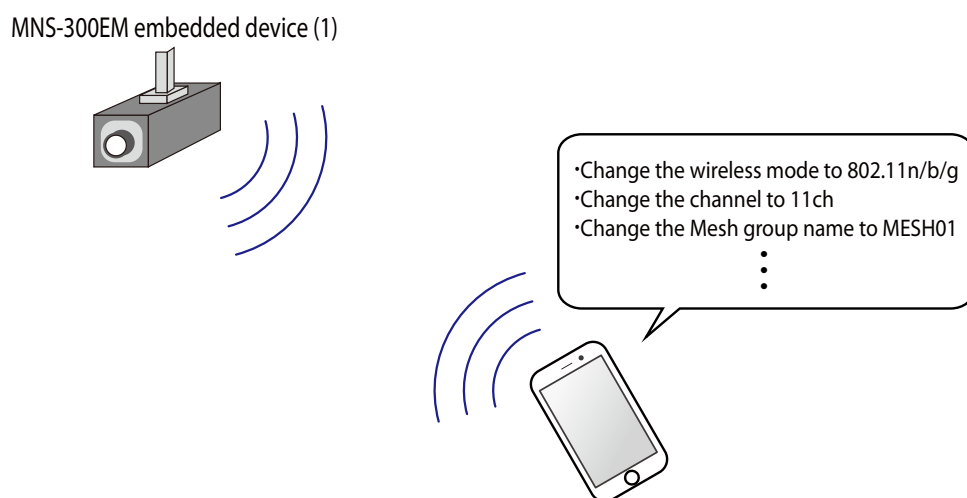 MNS-300EM embedded device (1)
・Change the wireless mode to 802.11n/b/g
・Change the channel to 11ch
・Change the Mesh group name to MESH01